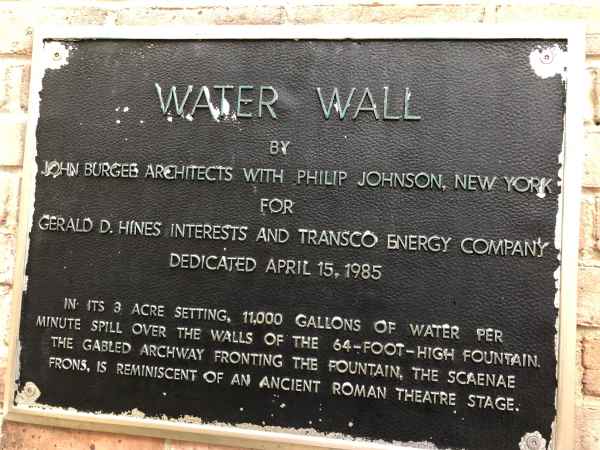 WATER WALL
BY
JOHN BURGEE ARCHITECTS WITH PHILIP JOHNSON, NEW YORK
FOR
GERALD D. HINES INTERESTS AND TRANSCO ENERGY COMPANY
DEDICATED APRIL 15, 1985
IN ITS 3 ACRE SETTING, 11,000 GALLONS OF WATER PER
MINUTE SPILL OVER THE WALLS OF THE 64-FOOT-HIGH FOUNTAIN.
THE GABLED ARCHWAY FRONTING THE FOUNTAIN, THE SCAENAE
FRONS, IS REMINISCENT OF AN ANCIENT ROMAN THEATRE STAGE.